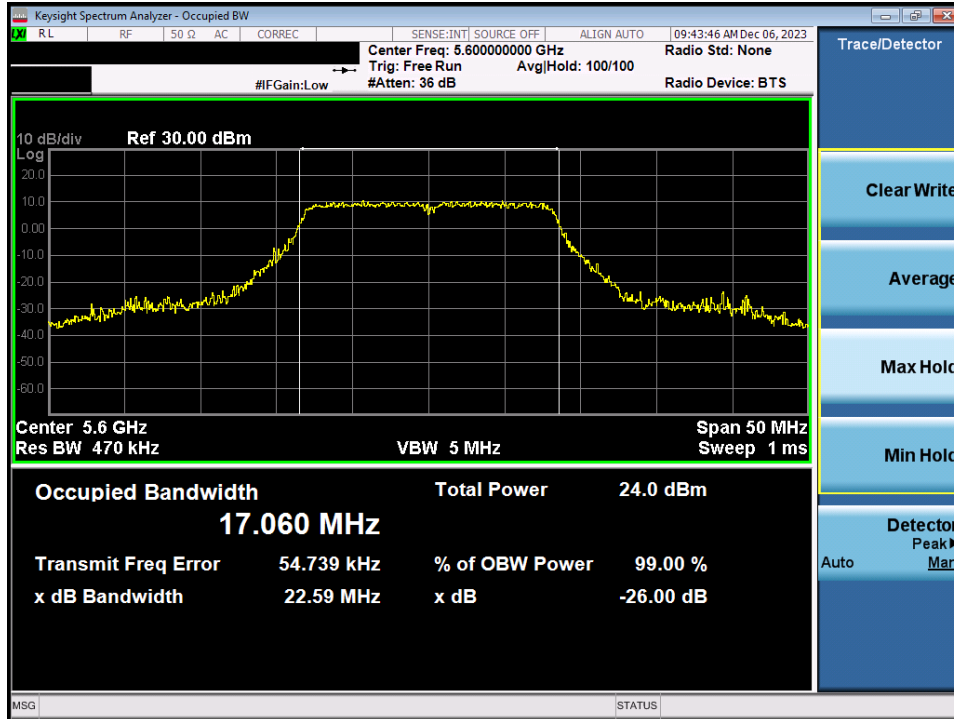 Keysight Spectrum Analyzer - Occupied BW
LXI RL RF 50 Ω AC CORREC SENSE:INT SOURCE OFF ALIGN AUTO 09:43:46 AM Dec 06, 2023
Center Freq: 5.600000000 GHz Radio Std: None
Trig: Free Run Avg|Hold: 100/100
#IFGain:Low #Atten: 36 dB Radio Device: BTS
10 dB/div Ref 30.00 dBm
Log
20.0
10.0
0.00
-10.0
-20.0
-30.0
-40.0
-50.0
-60.0
Center 5.6 GHz Span 50 MHz
Res BW 470 kHz VBW 5 MHz Sweep 1 ms
Occupied Bandwidth Total Power 24.0 dBm
17.060 MHz
Transmit Freq Error 54.739 kHz % of OBW Power 99.00 %
x dB Bandwidth 22.59 MHz x dB -26.00 dB
MSG STATUS
Trace/Detector
Clear Write
Average
Max Hold
Min Hold
Detector
Peak
Auto Man